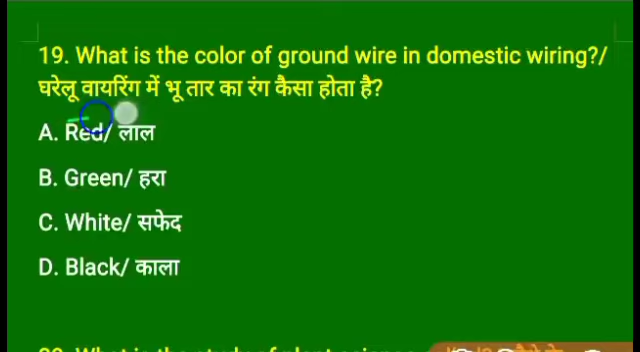 19. What is the color of ground wire in domestic wiring?/
घरेलू वायरिंग में भू तार का रंग कैसा होता है?
A. Red/ लाल
B. Green/ हरा
C. White/ सफेद
D. Black/ काला